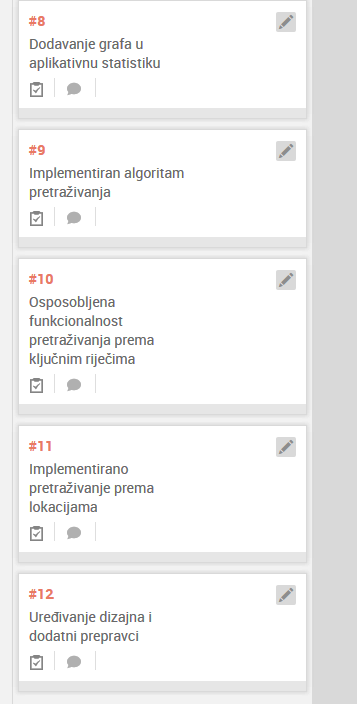 #8
Dodavanje grafa u
aplikativnu statistiku
#9
Implementiran algoritam
pretraživanja
#10
Osposobljena
funkcionalnost
pretraživanja prema
ključnim riječima
#11
Implementirano
pretraživanje prema
lokacijama
#12
Uređivanje dizajna i
dodatni prepravci